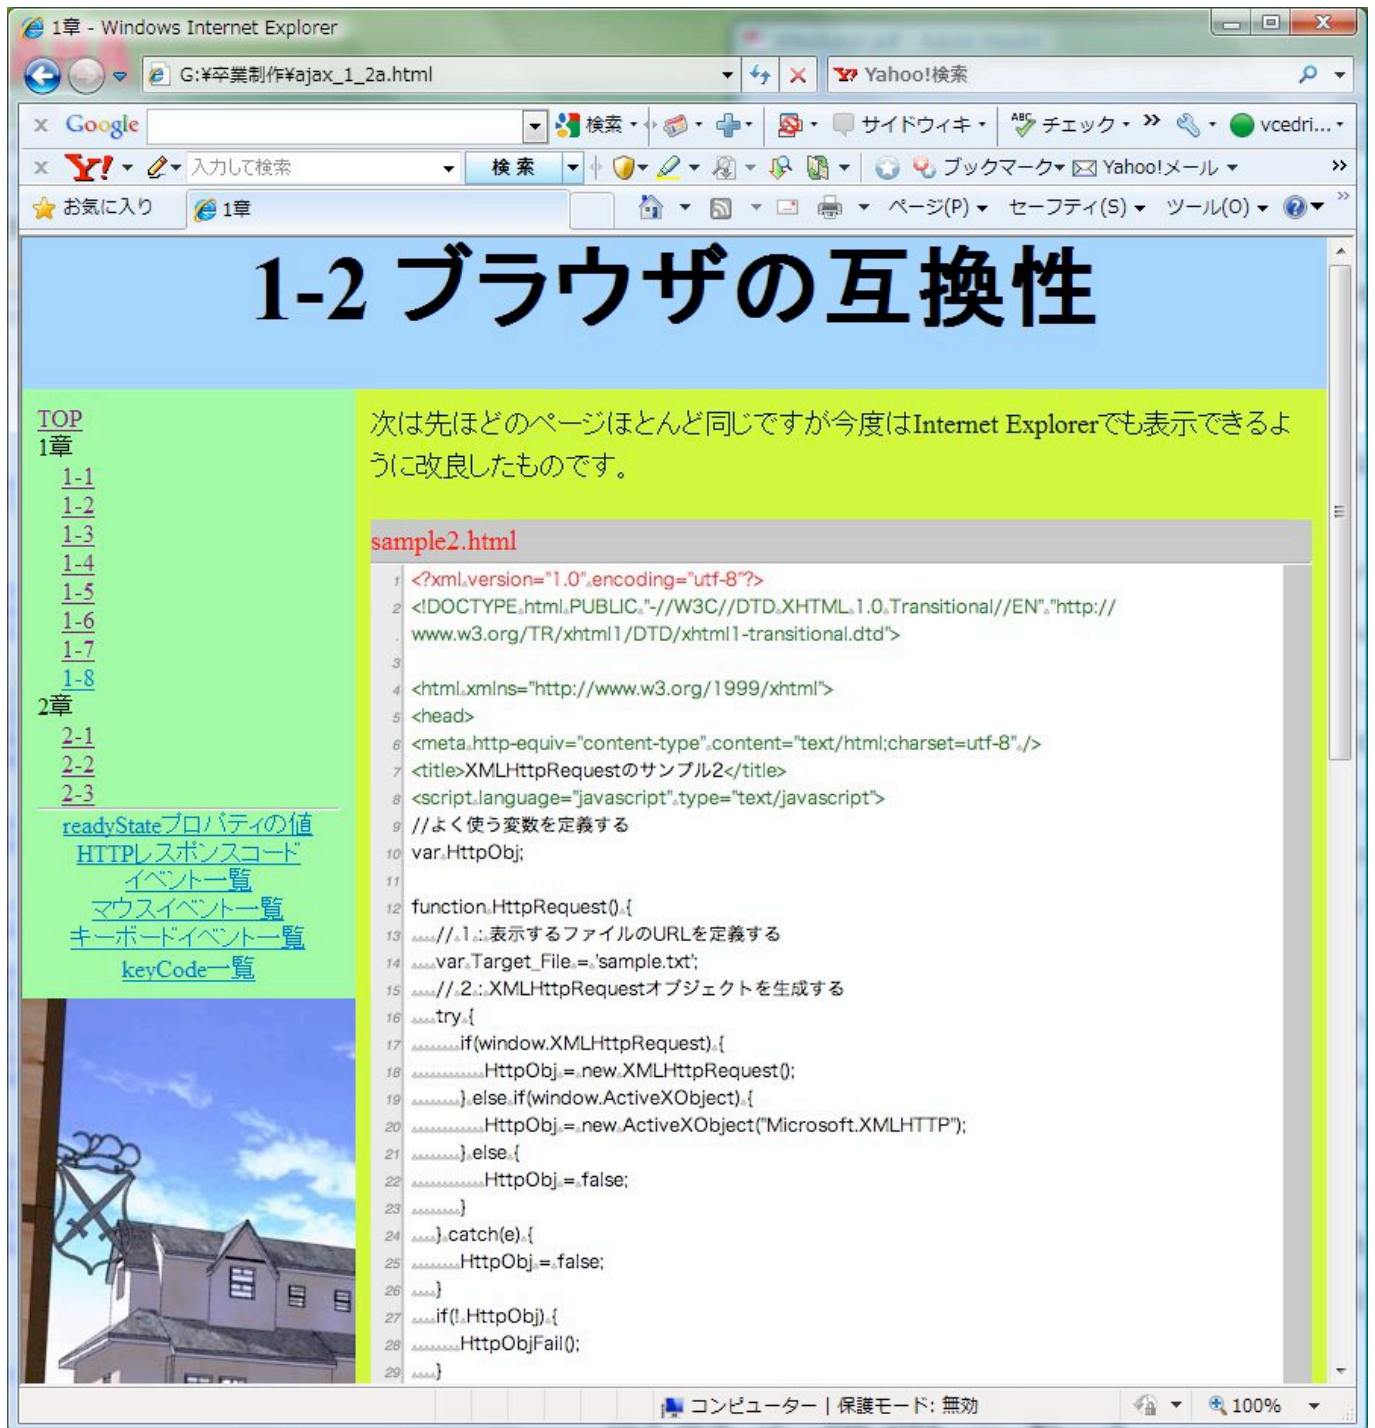 1章 - Windows Internet Explorer
G:¥卒業制作¥ajax_1_2a.html
Yahoo!検索
x Google 検索 サイドウィキ チェック vcedri...
x Y! 入力して検索 検索 ブックマーク Yahoo!メール
お気に入り 1章 ページ(P) セーフティ(S) ツール(O)
1-2 ブラウザの互換性
TOP
1章
1-1
1-2
1-3
1-4
1-5
1-6
1-7
1-8
2章
2-1
2-2
2-3
readyStateプロパティの値
HTTPレスポンスコード
イベント一覧
マウスイベント一覧
キーボードイベント一覧
keyCode一覧
次は先ほどのページほとんど同じですが今度はInternet Explorerでも表示できるよ
うに改良したものです。
sample2.html
1 <?xml version="1.0" encoding="utf-8"?>
2 <!DOCTYPE html PUBLIC "-//W3C//DTD XHTML 1.0 Transitional//EN" "http://
www.w3.org/TR/xhtml1/DTD/xhtml1-transitional.dtd">
3
4 <html xmlns="http://www.w3.org/1999/xhtml">
5 <head>
6 <meta http-equiv="content-type" content="text/html;charset=utf-8" />
7 <title>XMLHttpRequestのサンプル2</title>
8 <script language="javascript" type="text/javascript">
9 //よく使う変数を定義する
10 var HttpObj;
11
12 function HttpRequest() {
13 // 1 : 表示するファイルのURLを定義する
14 var Target_File = 'sample.txt';
15 // 2 : XMLHttpRequestオブジェクトを生成する
16 try {
17 if(window.XMLHttpRequest) {
18 HttpObj = new XMLHttpRequest();
19 } else if(window.ActiveXObject) {
20 HttpObj = new ActiveXObject("Microsoft.XMLHTTP");
21 } else {
22 HttpObj = false;
23 }
24 } catch(e) {
25 HttpObj = false;
26 }
27 if(! HttpObj) {
28 HttpObjFail();
29 }
コンピューター | 保護モード: 無効
100%